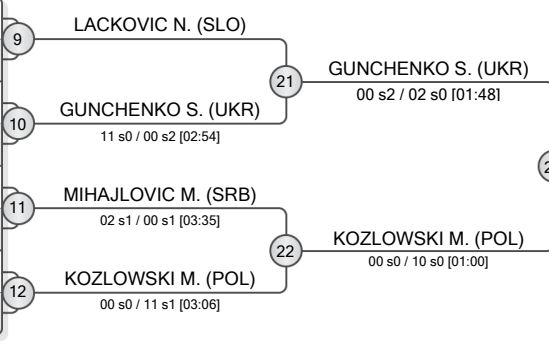 LACKOVIC N. (SLO)
9
GUNCHENKO S. (UKR)
21
00 s2 / 02 s0 [01:48]
GUNCHENKO S. (UKR)
10
11 s0 / 00 s2 [02:54]
MIHAJLOVIC M. (SRB)
11
02 s1 / 00 s1 [03:35]
KOZLOWSKI M. (POL)
22
00 s0 / 10 s0 [01:00]
KOZLOWSKI M. (POL)
12
00 s0 / 11 s1 [03:06]